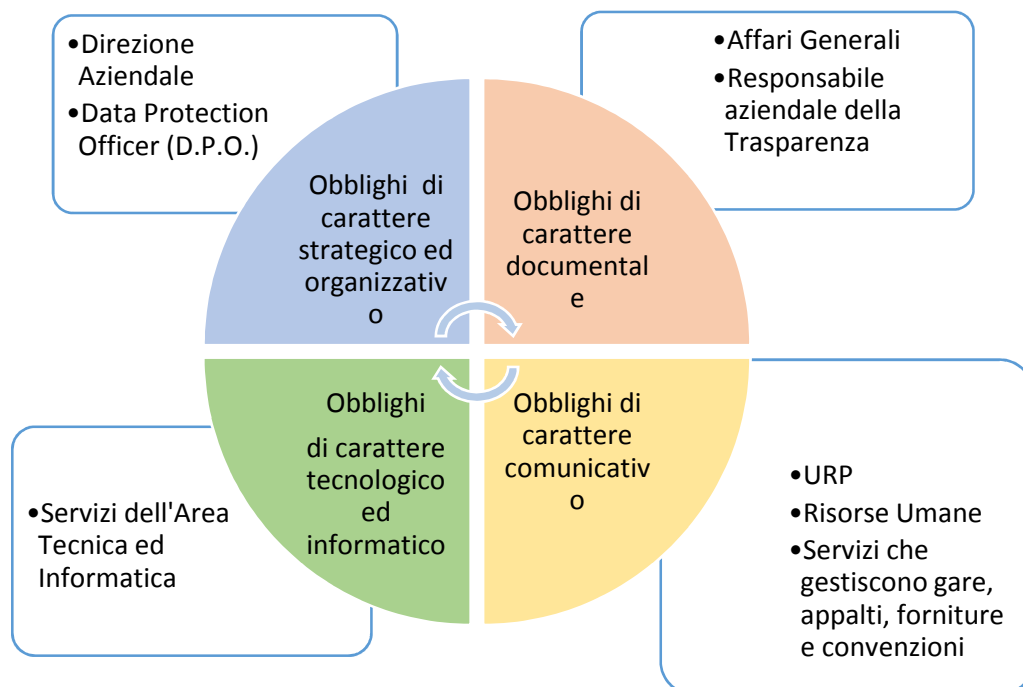 •Direzione
Aziendale
•Data Protection
Officer (D.P.O.)
•Affari Generali
•Responsabile
aziendale della
Trasparenza
Obblighi di
carattere
strategico ed
organizzativ
o
Obblighi di
carattere
documental
e
Obblighi
di carattere
tecnologico
ed
informatico
Obblighi di
carattere
comunicativ
o
•Servizi dell'Area
Tecnica ed
Informatica
•URP
•Risorse Umane
•Servizi che
gestiscono gare,
appalti, forniture
e convenzioni